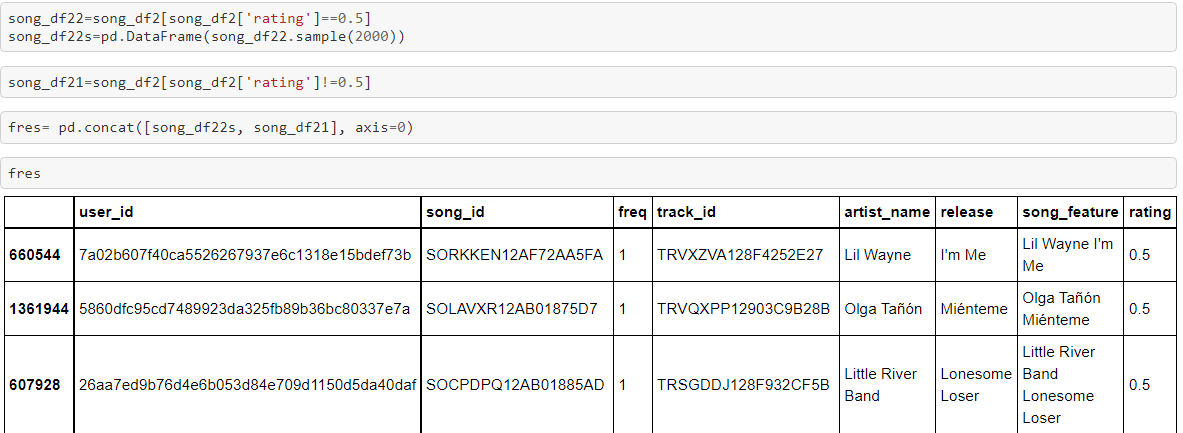 song_df22=song_df2[song_df2['rating']==0.5]
song_df22s=pd.DataFrame(song_df22.sample(2000))
song_df21=song_df2[song_df2['rating']!=0.5]
fres= pd.concat([song_df22s, song_df21], axis=0)
fres
user_id song_id freq track_id artist_name release song_feature rating
660544 7a02b607f40ca5526267937e6c1318e15bdef73b SORKKEN12AF72AA5FA 1 TRVXZVA128F4252E27 Lil Wayne I'm Me Lil Wayne I'm
Me 0.5
1361944 5860dfc95cd7489923da325fb89b36bc80337e7a SOLAVXR12AB01875D7 1 TRVQXPP12903C9B28B Olga Tañón Miénteme Olga Tañón
Miénteme 0.5
607928 26aa7ed9b76d4e6b053d84e709d1150d5da40daf SOCPDPQ12AB01885AD 1 TRSGDDJ128F932CF5B Little River
Band Lonesome
Loser Little River
Band
Lonesome
Loser 0.5